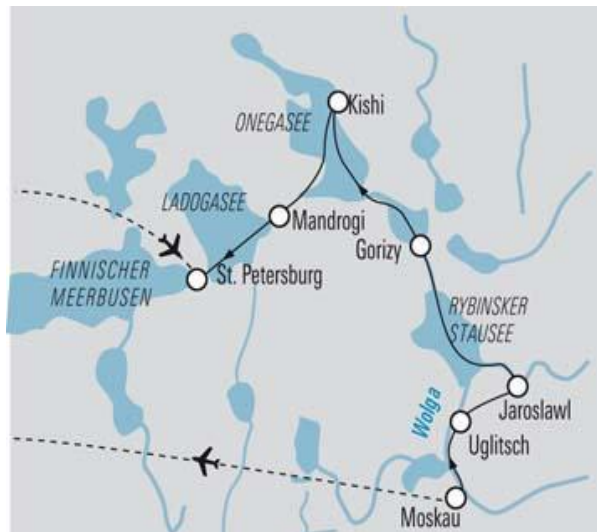 Kishi
ONEGASEE
LADOGASEE
Mandrogi
Gorizy
FINNISCHER
MEERBUSEN
St. Petersburg
RYBINSKER
STAUSEE
Wolga
Jaroslawl
Uglitsch
Moskau